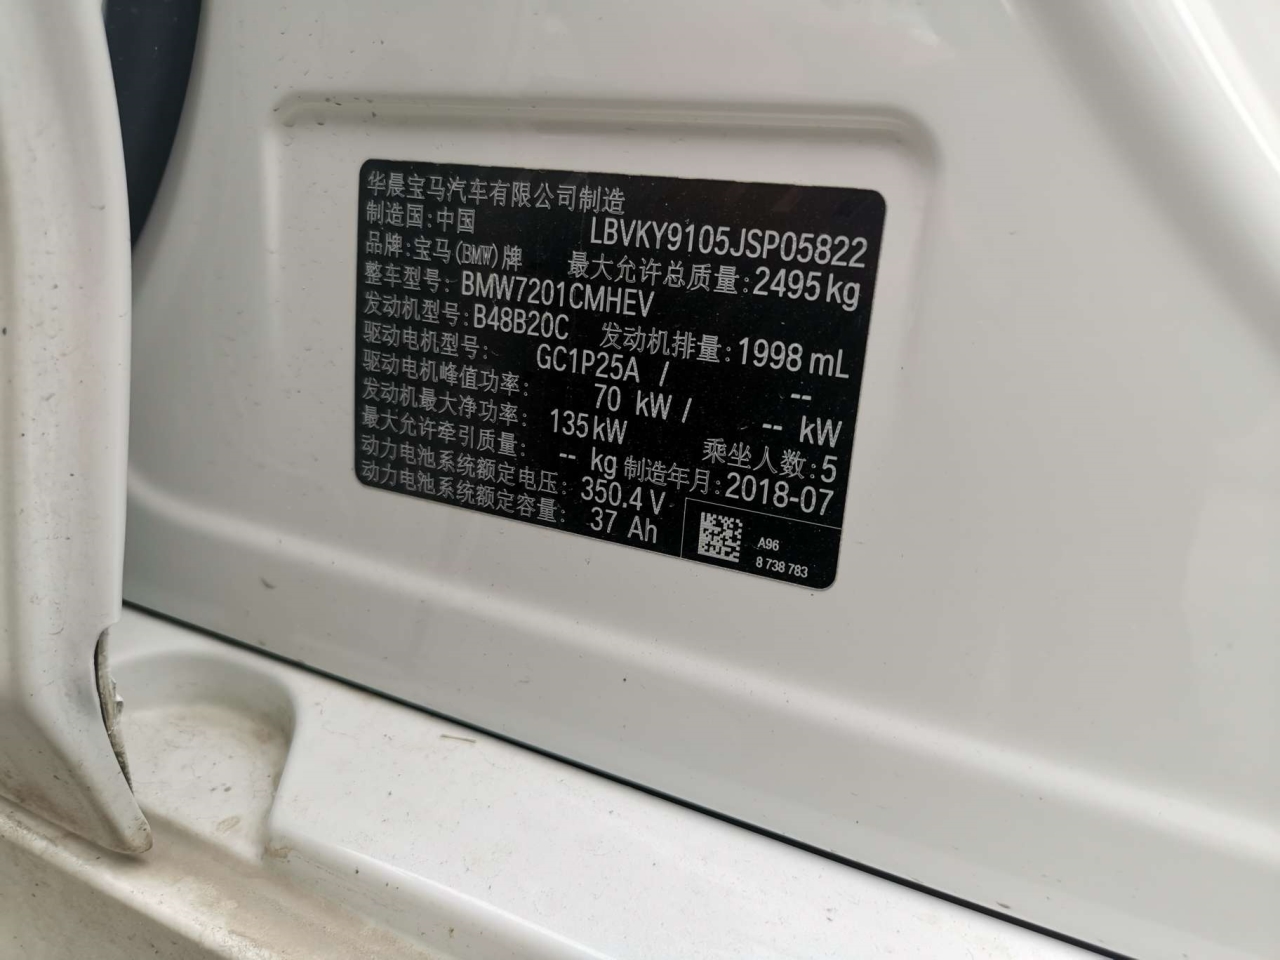 华晨宝马汽车有限公司制造
制造国:中国 LBVKY9105JSP05822
品牌:宝马(BMW)牌 最大允许总质量:2495kg
整车型号:BMW7201CMHEV
发动机型号:B48B20C 发动机排量:1998 mL
驱动电机型号: GC1P25A / --
驱动电机峰值功率: 70 kW / -- kW
发动机最大净功率: 135kW 乘坐人数:5
最大允许牵引质量: -- kg 制造年月:2018-07
动力电池系统额定电压: 350.4 V
动力电池系统额定容量: 37 Ah
A96
8 738 783